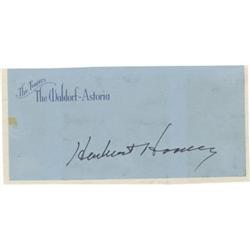 The Towers
The Waldorf-Astoria
Herbert Hoover